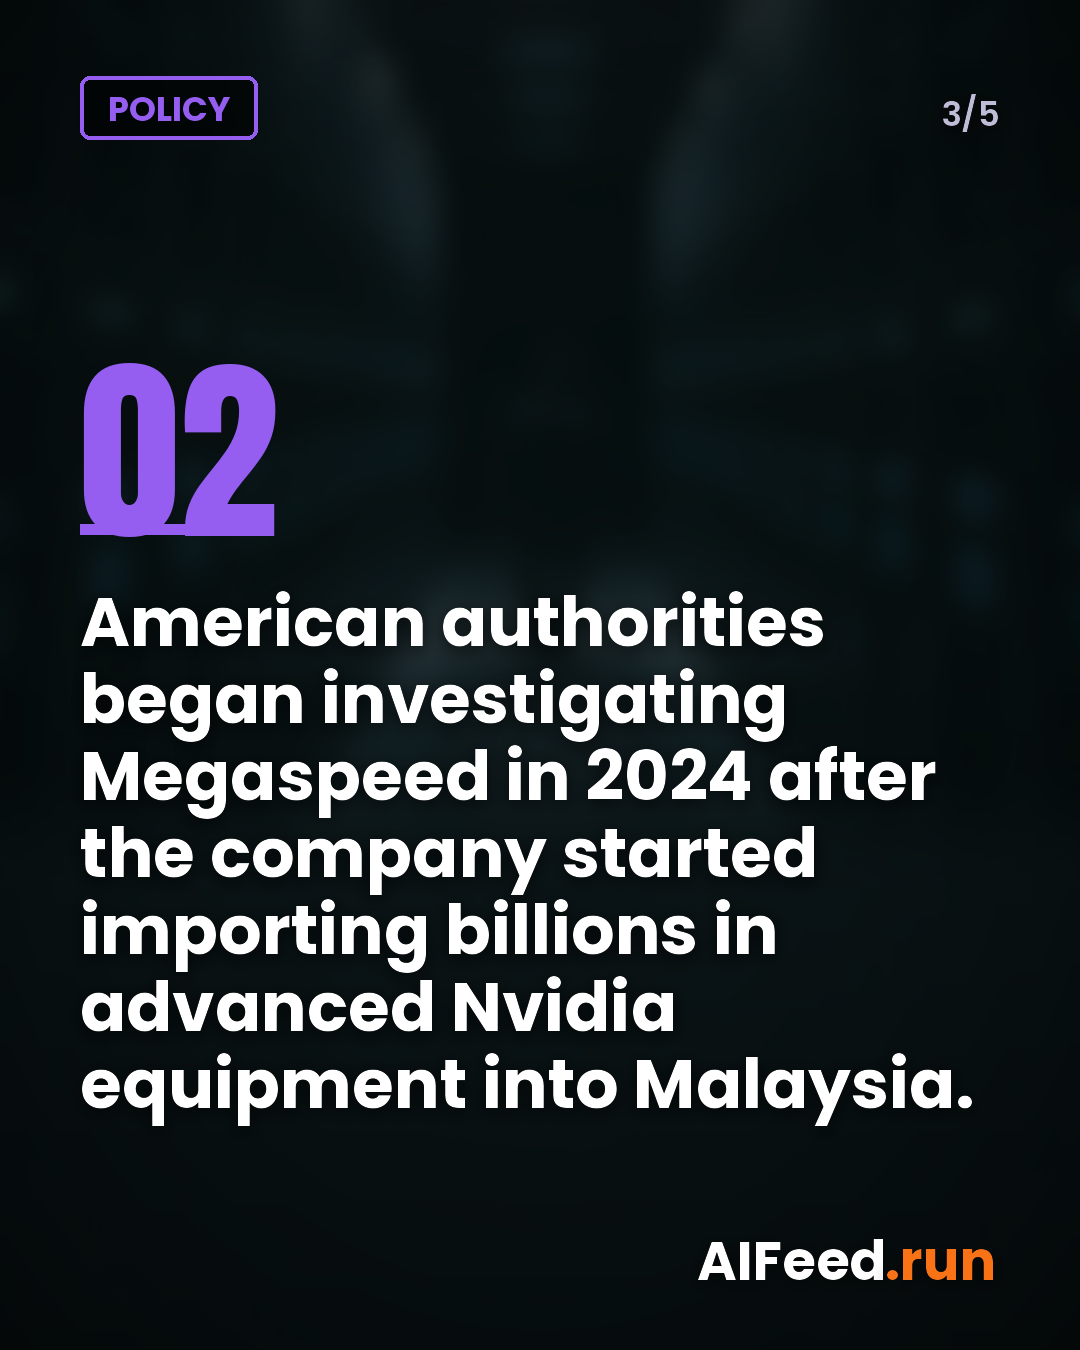 POLICY
3/5
02
American authorities
began investigating
Megaspeed in 2024 after
the company started
importing billions in
advanced Nvidia
equipment into Malaysia.
AIFeed.run